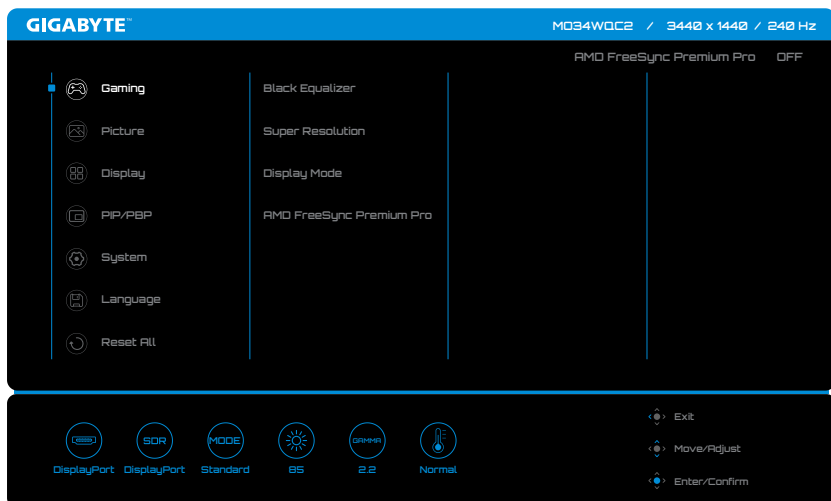 GIGABYTE™
MO34WQC2 / 3440 x 1440 / 240 Hz
AMD FreeSync Premium Pro OFF
Gaming
Picture
Display
PIP/PBP
System
Language
Reset All
Black Equalizer
Super Resolution
Display Mode
AMD FreeSync Premium Pro
SDR
MODE
GAMMA
DisplayPort
DisplayPort
Standard
85
2.2
Normal
Exit
Move/Adjust
Enter/Confirm